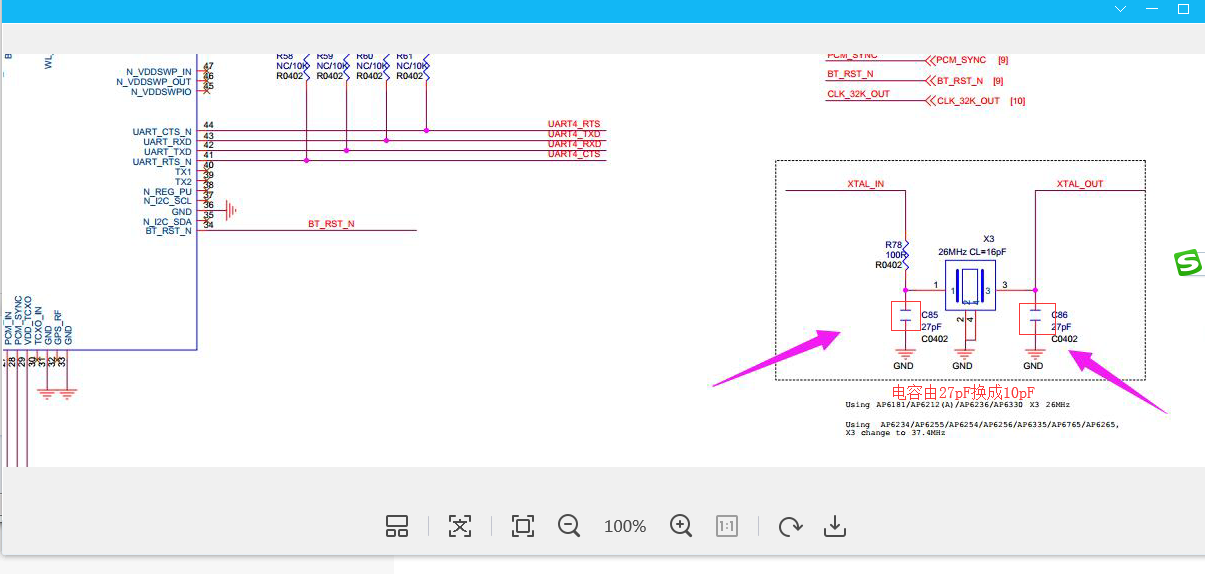 R58 R59 R60 R61
NC/10K NC/10K NC/10K NC/10K
R0402 R0402 R0402 R0402
47
N_VDDSWP_IN
46
N_VDDSWP_OUT
45
N_VDDSWPIO
44
UART_CTS_N
UART4_RTS
43
UART_RXD
UART4_TXD
42
UART_TXD
UART4_RXD
41
UART_RTS_N
UART4_CTS
40
TX1
39
TX2
38
N_REG_PU
37
N_I2C_SCL
36
GND
35
N_I2C_SDA
34
BT_RST_N
BT_RST_N
PCM_IN
PCM_SYNC
VDD_TCXO
TCXO_IN
GND
GPS_RF
GND
28
29
30
31
32
33
PCM_SYNC
PCM_SYNC [9]
BT_RST_N
BT_RST_N [9]
CLK_32K_OUT
CLK_32K_OUT [10]
XTAL_IN
XTAL_OUT
R78
100R
R0402
X3
26MHz CL=16pF
1
1
3
3
2
4
2
4
C85
27pF
C0402
C86
27pF
C0402
GND
GND
GND
电容由27pF换成10pF
Using AP6181/AP6212(A)/AP6236/AP6330 X3 26MHz
Using AP6234/AP6255/AP6254/AP6256/AP6335/AP6765/AP6265,
X3 change to 37.4MHz
S
100%
1:1